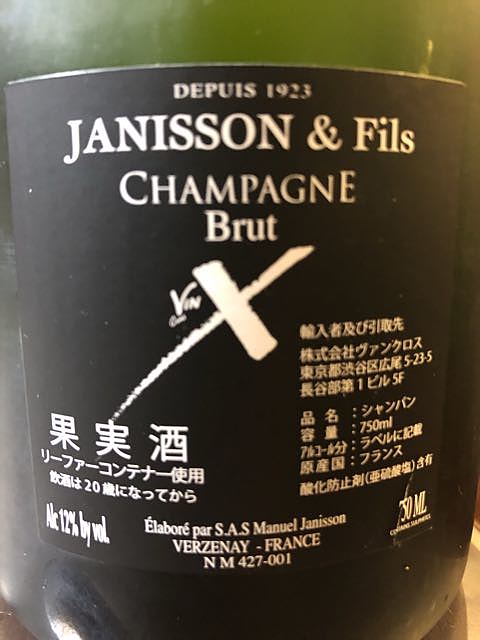 DEPUIS 1923
JANISSON & Fils
CHAMPAGNE
Brut
Vin
Cross
X
輸入者及び引取先
株式会社ヴァンクロス
東京都渋谷区広尾5-23-5
長谷部第1ビル5F
品名:シャンパン
容量:750ml
アルコール分:ラベルに記載
原産国:フランス
酸化防止剤(亜硫酸塩)含有
果実酒
リーファーコンテナー使用
飲酒は20歳になってから
Alc 12% by vol.
750 ML
CONTAINS SULPHITES
Élaboré par S.A.S Manuel Janisson
VERZENAY - FRANCE
N M 427-001